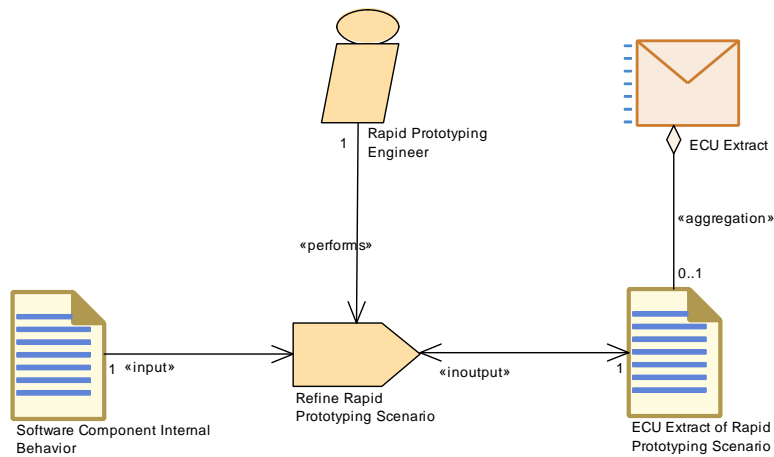 1
Rapid Prototyping
Engineer
ECU Extract
«aggregation»
«performs»
0..1
1
«input»
«inoutput»
1
Refine Rapid
Prototyping Scenario
Software Component Internal
Behavior
ECU Extract of Rapid
Prototyping Scenario